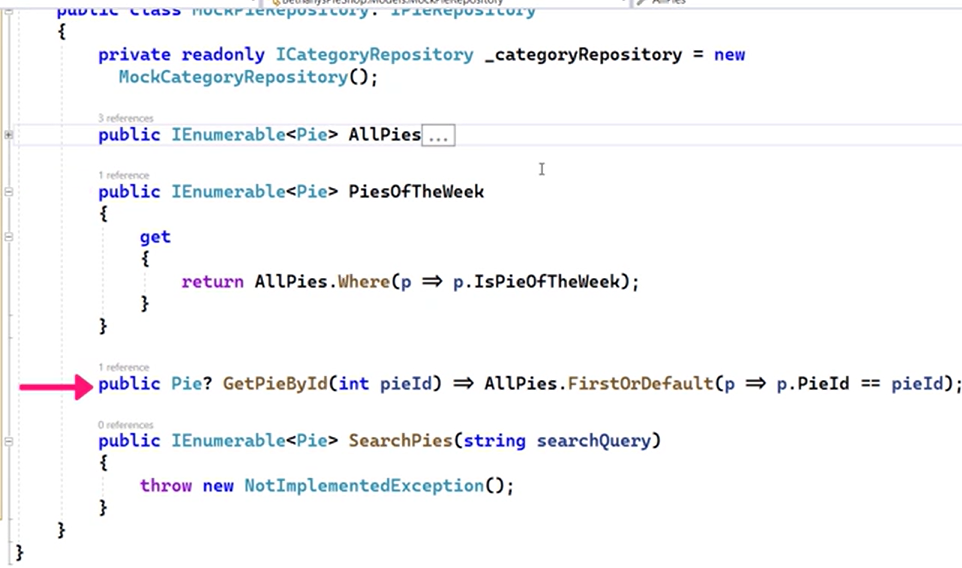 BethanysPieShop.Models.MockPieRepository
AllPies
public class MockPieRepository: IPieRepository
{
private readonly ICategoryRepository _categoryRepository = new
MockCategoryRepository();
3 references
public IEnumerable<Pie> AllPies...
1 reference
public IEnumerable<Pie> PiesOfTheWeek
{
get
{
return AllPies.Where(p => p.IsPieOfTheWeek);
}
}
1 reference
public Pie? GetPieById(int pieId) => AllPies.FirstOrDefault(p => p.PieId == pieId);
0 references
public IEnumerable<Pie> SearchPies(string searchQuery)
{
throw new NotImplementedException();
}
}
}